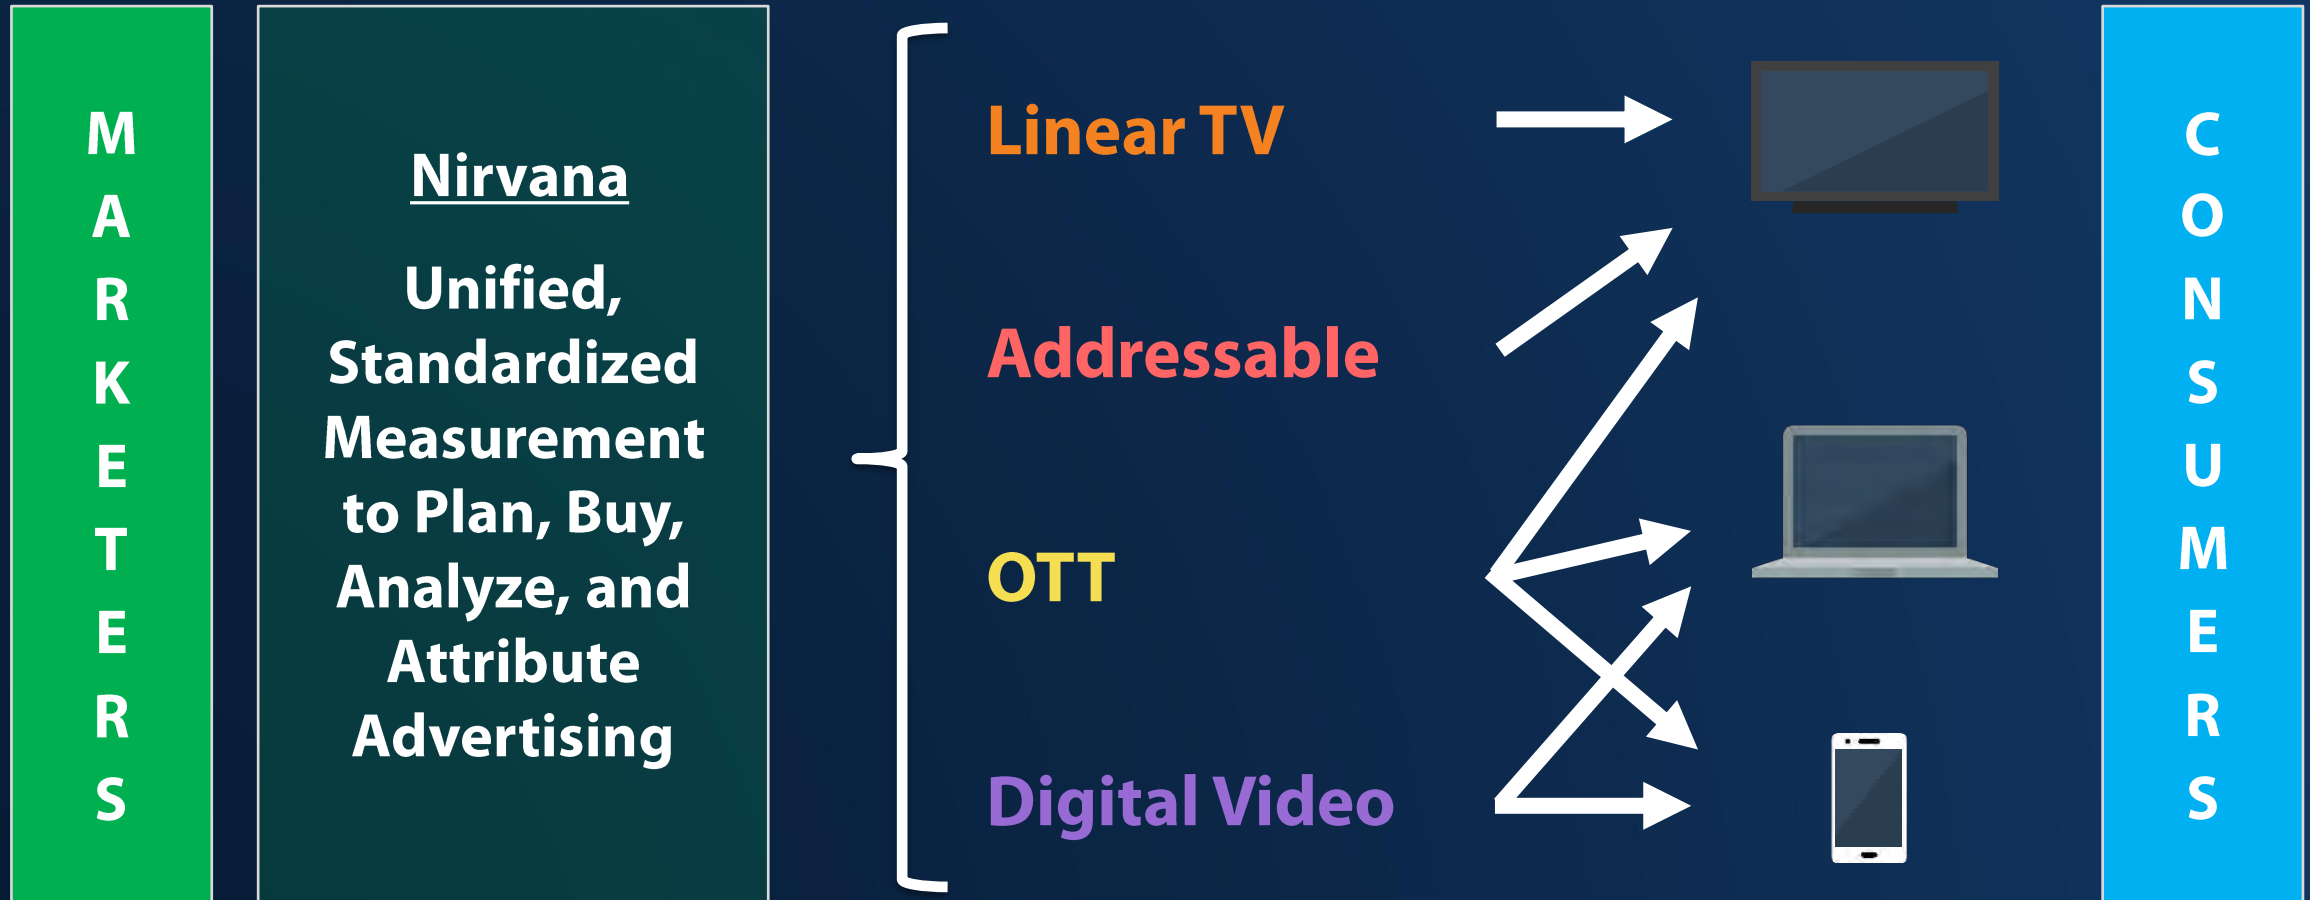 MARKETERS
Nirvana
Unified,
Standardized
Measurement
to Plan, Buy,
Analyze, and
Attribute
Advertising
Linear TV
Addressable
OTT
Digital Video
CONSUMERS